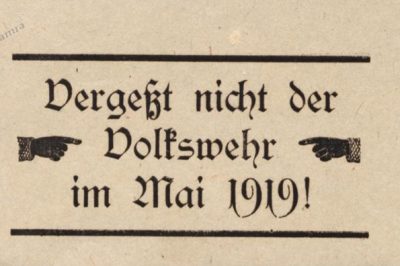 Vergeßt nicht der
Volkswehr
im Mai 1919!